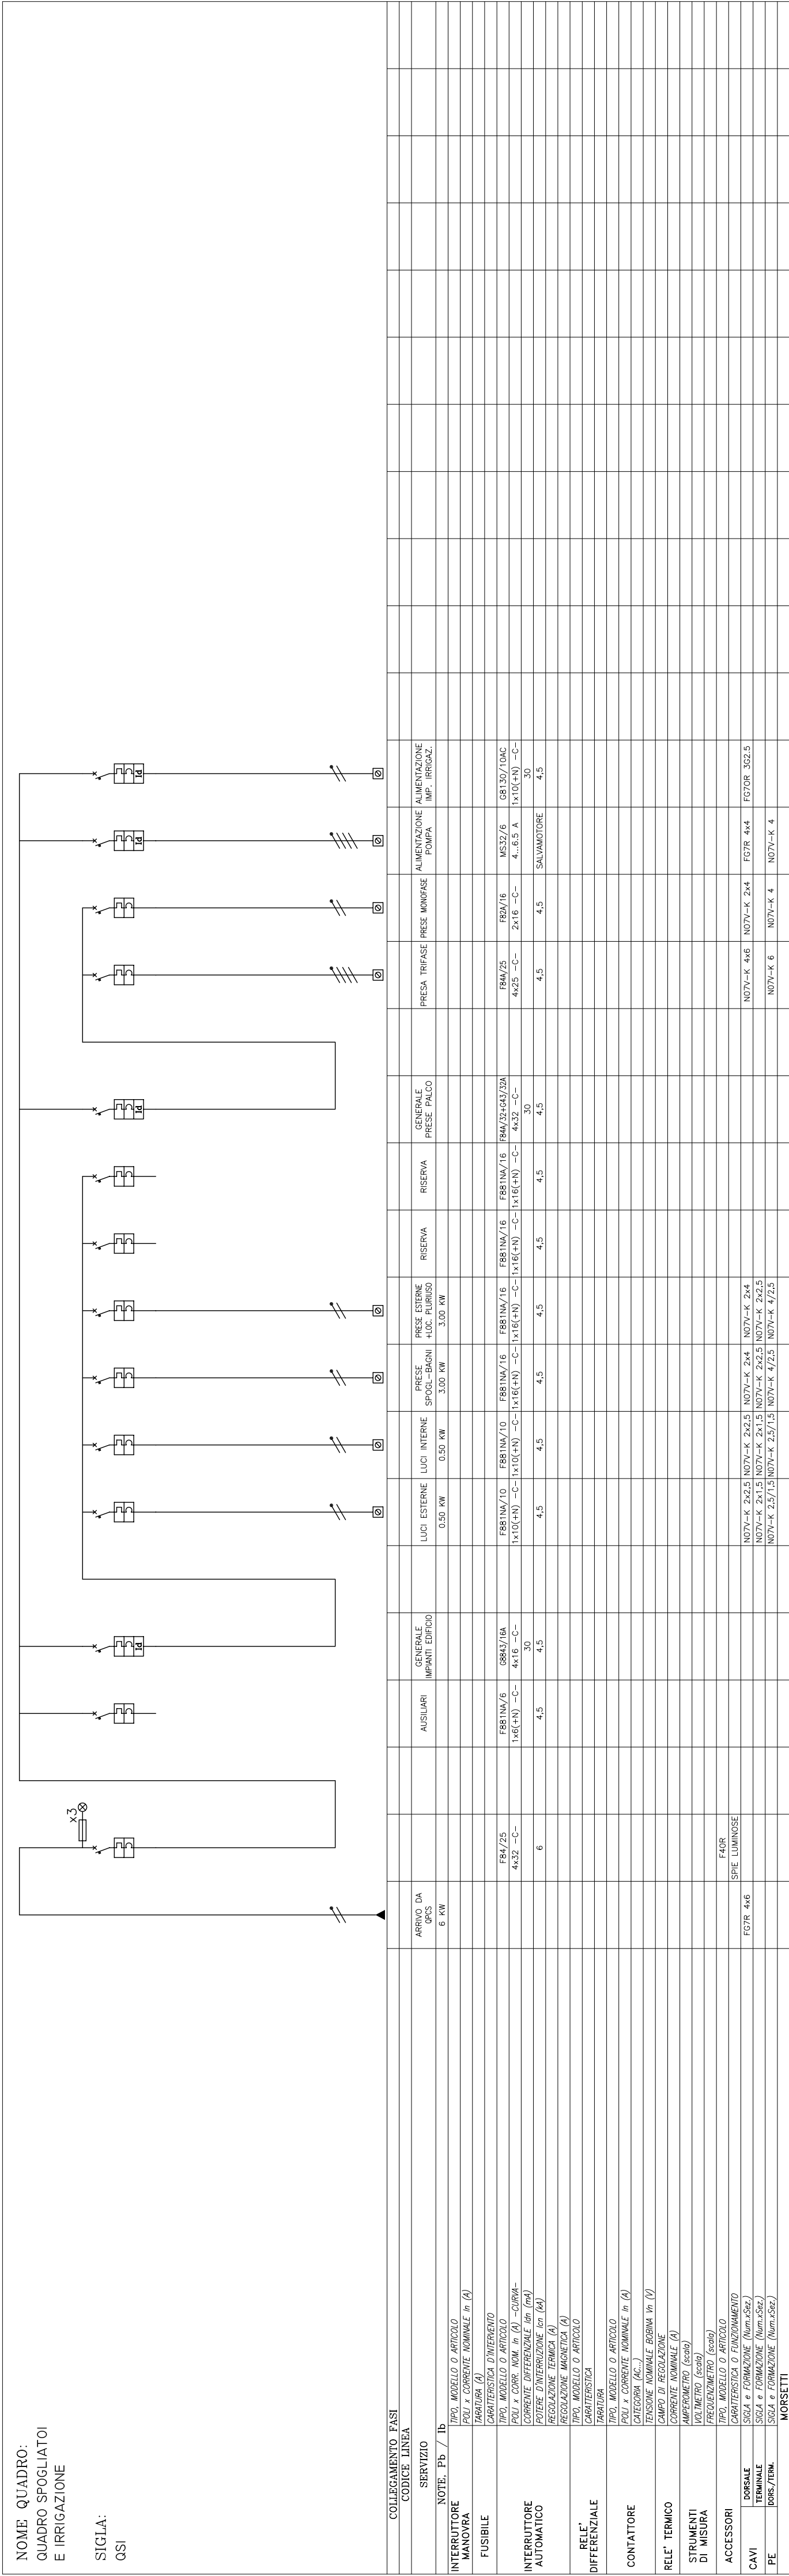 NOME QUADRO:
QUADRO SPOGLIATOI
E IRRIGAZIONE
SIGLA:
QSI
x3
Id
Id
Id
Id
COLLEGAMENTO FASI
CODICE LINEA
SERVIZIO
ARRIVO DA QPCS
AUSILIARI
GENERALE IMPIANTI EDIFICIO
LUCI ESTERNE
LUCI INTERNE
PRESE SPOGL-BAGNI
PRESE ESTERNE +LOC. PLURIUSO
RISERVA
RISERVA
GENERALE PRESE PALCO
PRESA TRIFASE
PRESE MONOFASE
ALIMENTAZIONE POMPA
ALIMENTAZIONE IMP. IRRIGAZ.
NOTE, Pb / Ib
6 KW
0.50 KW
0.50 KW
3.00 KW
3.00 KW
INTERRUTTORE MANOVRA
TIPO, MODELLO O ARTICOLO
POLI x CORRENTE NOMINALE In (A)
FUSIBILE
TARATURA (A)
CARATTERISTICA D'INTERVENTO
INTERRUTTORE AUTOMATICO
TIPO, MODELLO O ARTICOLO
F84/25
F881NA/6
G8843/16A
F881NA/10
F881NA/10
F881NA/16
F881NA/16
F881NA/16
F881NA/16
F84A/32+G43/32A
F84A/25
F82A/16
MS32/6
G8130/10AC
POLI x CORR. NOM. In (A) -CURVA-
4x32 -C-
1x6(+N) -C-
4x16 -C-
1x10(+N) -C-
1x10(+N) -C-
1x16(+N) -C-
1x16(+N) -C-
1x16(+N) -C-
1x16(+N) -C-
4x32 -C-
4x25 -C-
2x16 -C-
4...6.5 A
1x10(+N) -C-
CORRENTE DIFFERENZIALE Idn (mA)
30
30
30
POTERE D'INTERRUZIONE Icn (kA)
6
4,5
4,5
4,5
4,5
4,5
4,5
4,5
4,5
4,5
4,5
4,5
SALVAMOTORE
4,5
REGOLAZIONE TERMICA (A)
REGOLAZIONE MAGNETICA (A)
RELE' DIFFERENZIALE
TIPO, MODELLO O ARTICOLO
CARATTERISTICA
TARATURA
CONTATTORE
TIPO, MODELLO O ARTICOLO
POLI x CORRENTE NOMINALE In (A)
CATEGORIA (AC...)
TENSIONE NOMINALE BOBINA Vn (V)
RELE' TERMICO
CAMPO DI REGOLAZIONE
CORRENTE NOMINALE (A)
STRUMENTI DI MISURA
AMPEROMETRO (scala)
VOLTMETRO (scala)
FREQUENZIMETRO (scala)
ACCESSORI
TIPO, MODELLO O ARTICOLO
F40R
CARATTERISTICA O FUNZIONAMENTO
SPIE LUMINOSE
CAVI
DORSALE
SIGLA e FORMAZIONE (Num.xSez.)
FG7R 4x6
N07V-K 2x2,5
N07V-K 2x2,5
N07V-K 2x4
N07V-K 2x4
N07V-K 4x6
N07V-K 2x4
FG7R 4x4
FG7OR 3G2.5
TERMINALE
SIGLA e FORMAZIONE (Num.xSez.)
N07V-K 2x1,5
N07V-K 2x1,5
N07V-K 2x2,5
N07V-K 2x2,5
PE
DORS./TERM.
SIGLA e FORMAZIONE (Num.xSez.)
N07V-K 2,5/1,5
N07V-K 2,5/1,5
N07V-K 4/2,5
N07V-K 4/2,5
N07V-K 6
N07V-K 4
N07V-K 4
MORSETTI